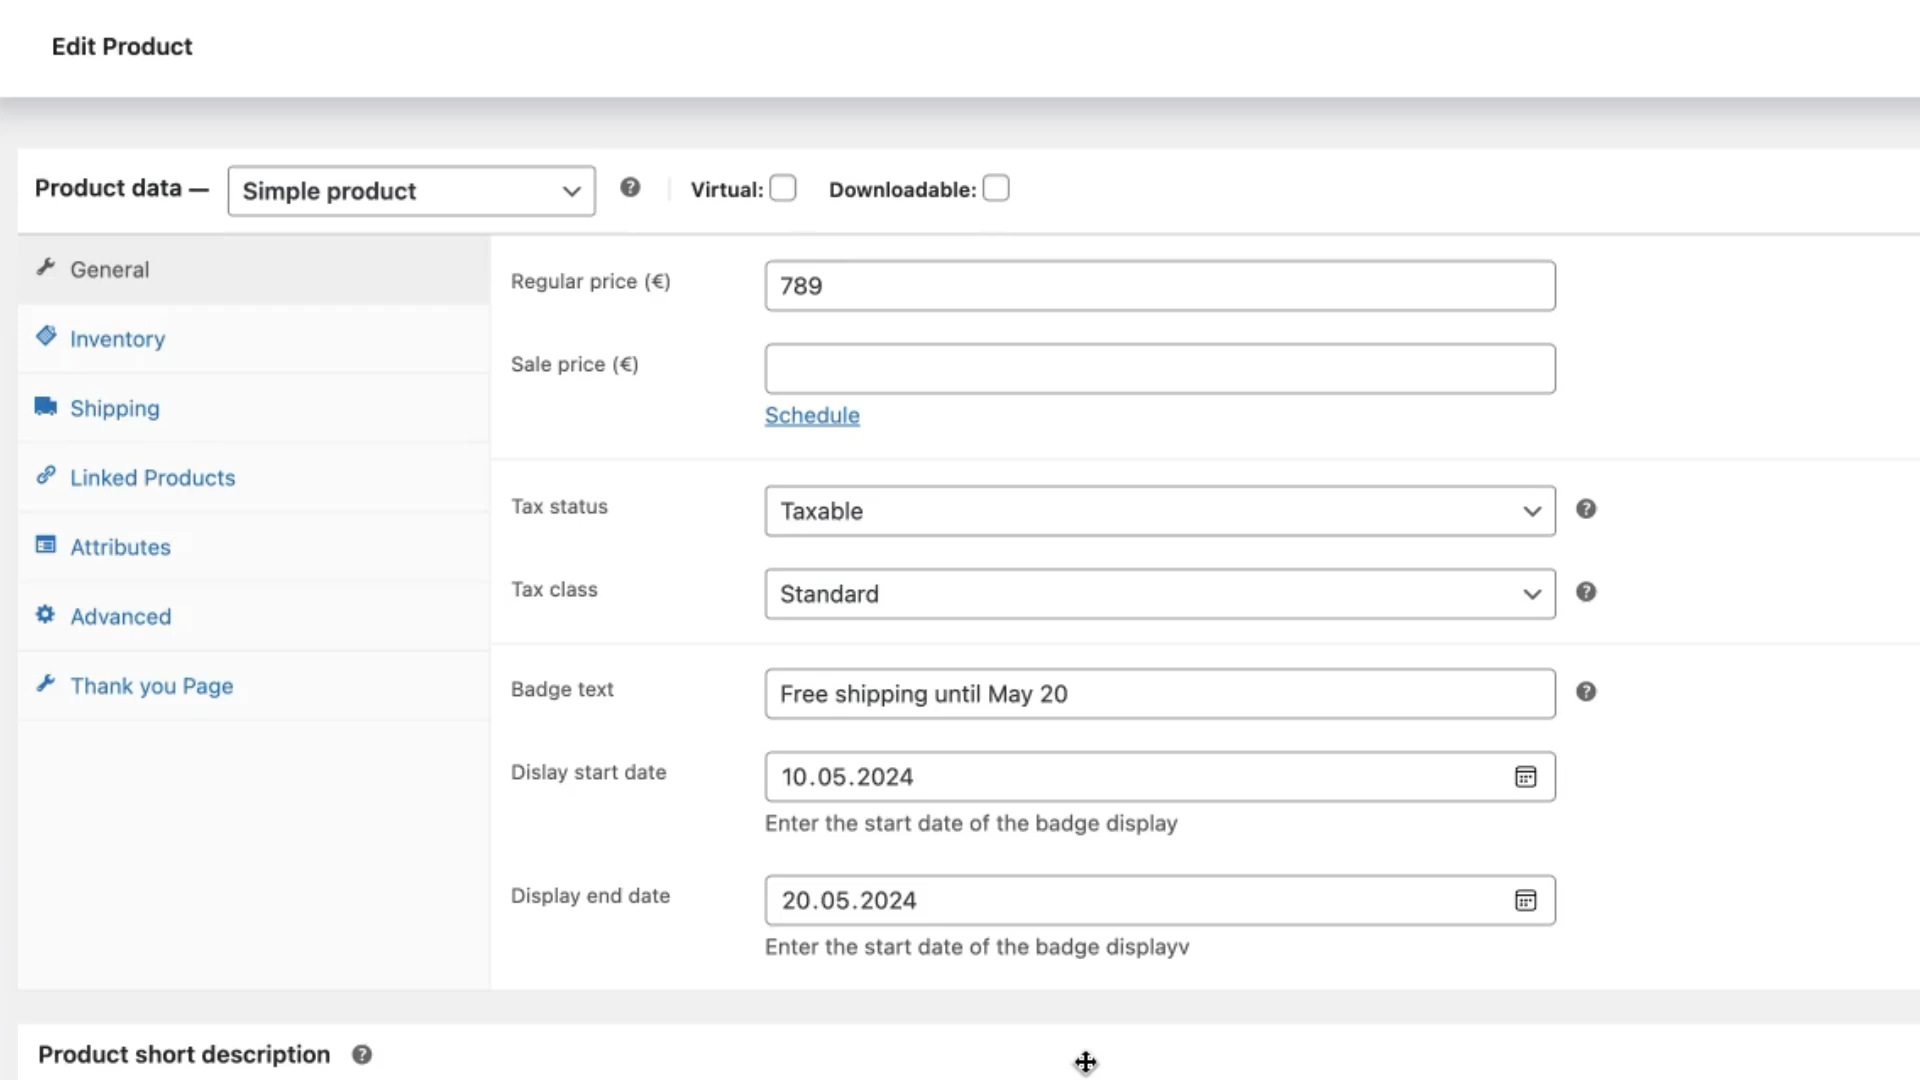 Edit Product
Product data —
Simple product
Virtual:
Downloadable:
General
Inventory
Shipping
Linked Products
Attributes
Advanced
Thank you Page
Regular price (€)
789
Sale price (€)
Schedule
Tax status
Taxable
Tax class
Standard
Badge text
Free shipping until May 20
Dislay start date
10.05.2024
Enter the start date of the badge display
Display end date
20.05.2024
Enter the start date of the badge displayv
Product short description